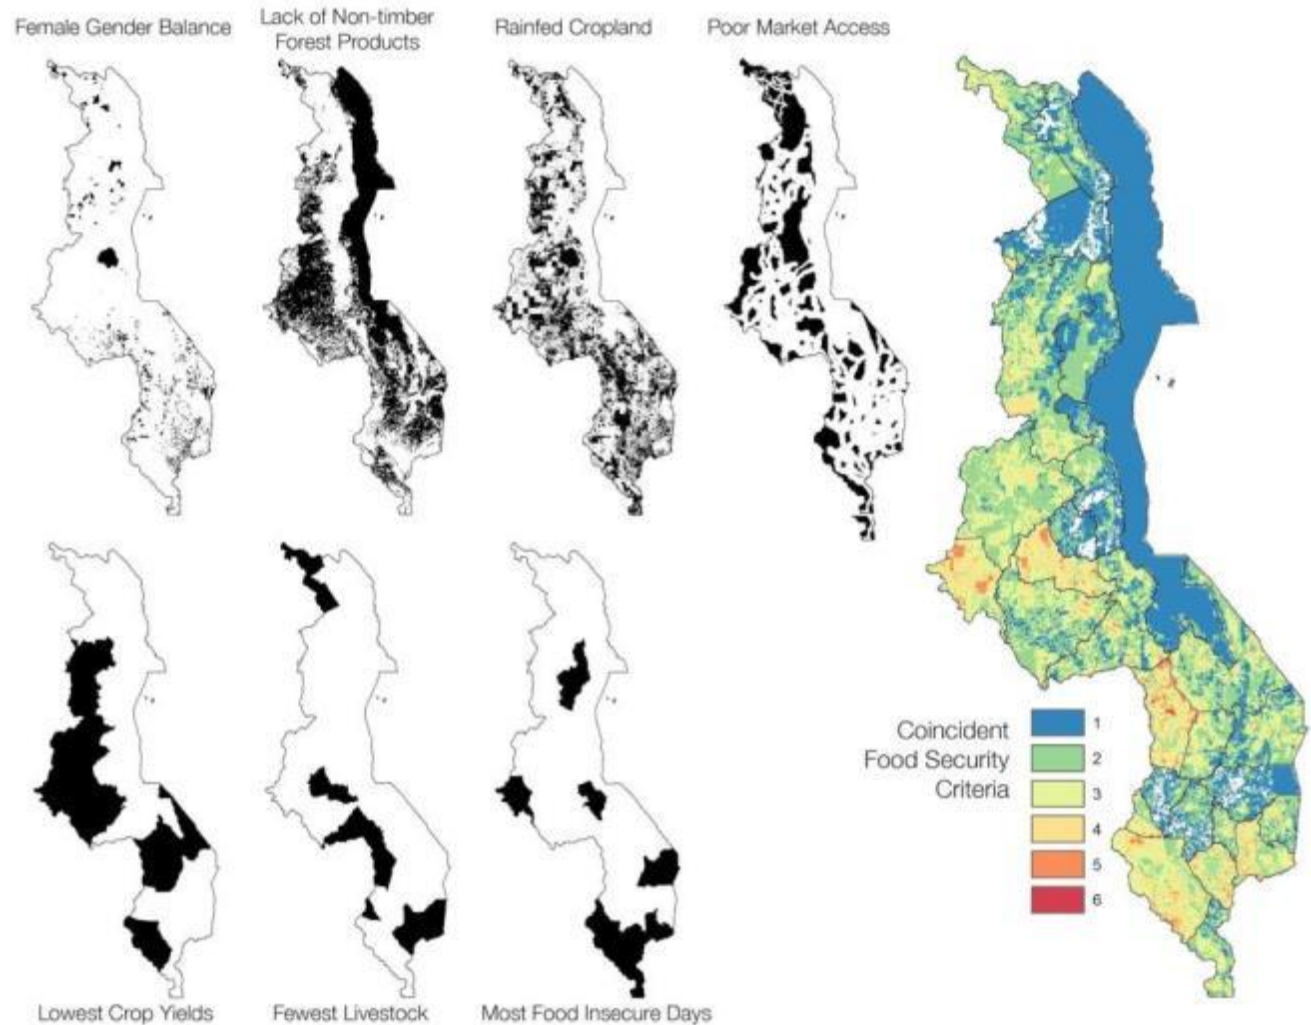 Female Gender Balance
Lack of Non-timber
Forest Products
Rainfed Cropland
Poor Market Access
Lowest Crop Yields
Fewest Livestock
Most Food Insecure Days
Coincident
Food Security
Criteria
1
2
3
4
5
6